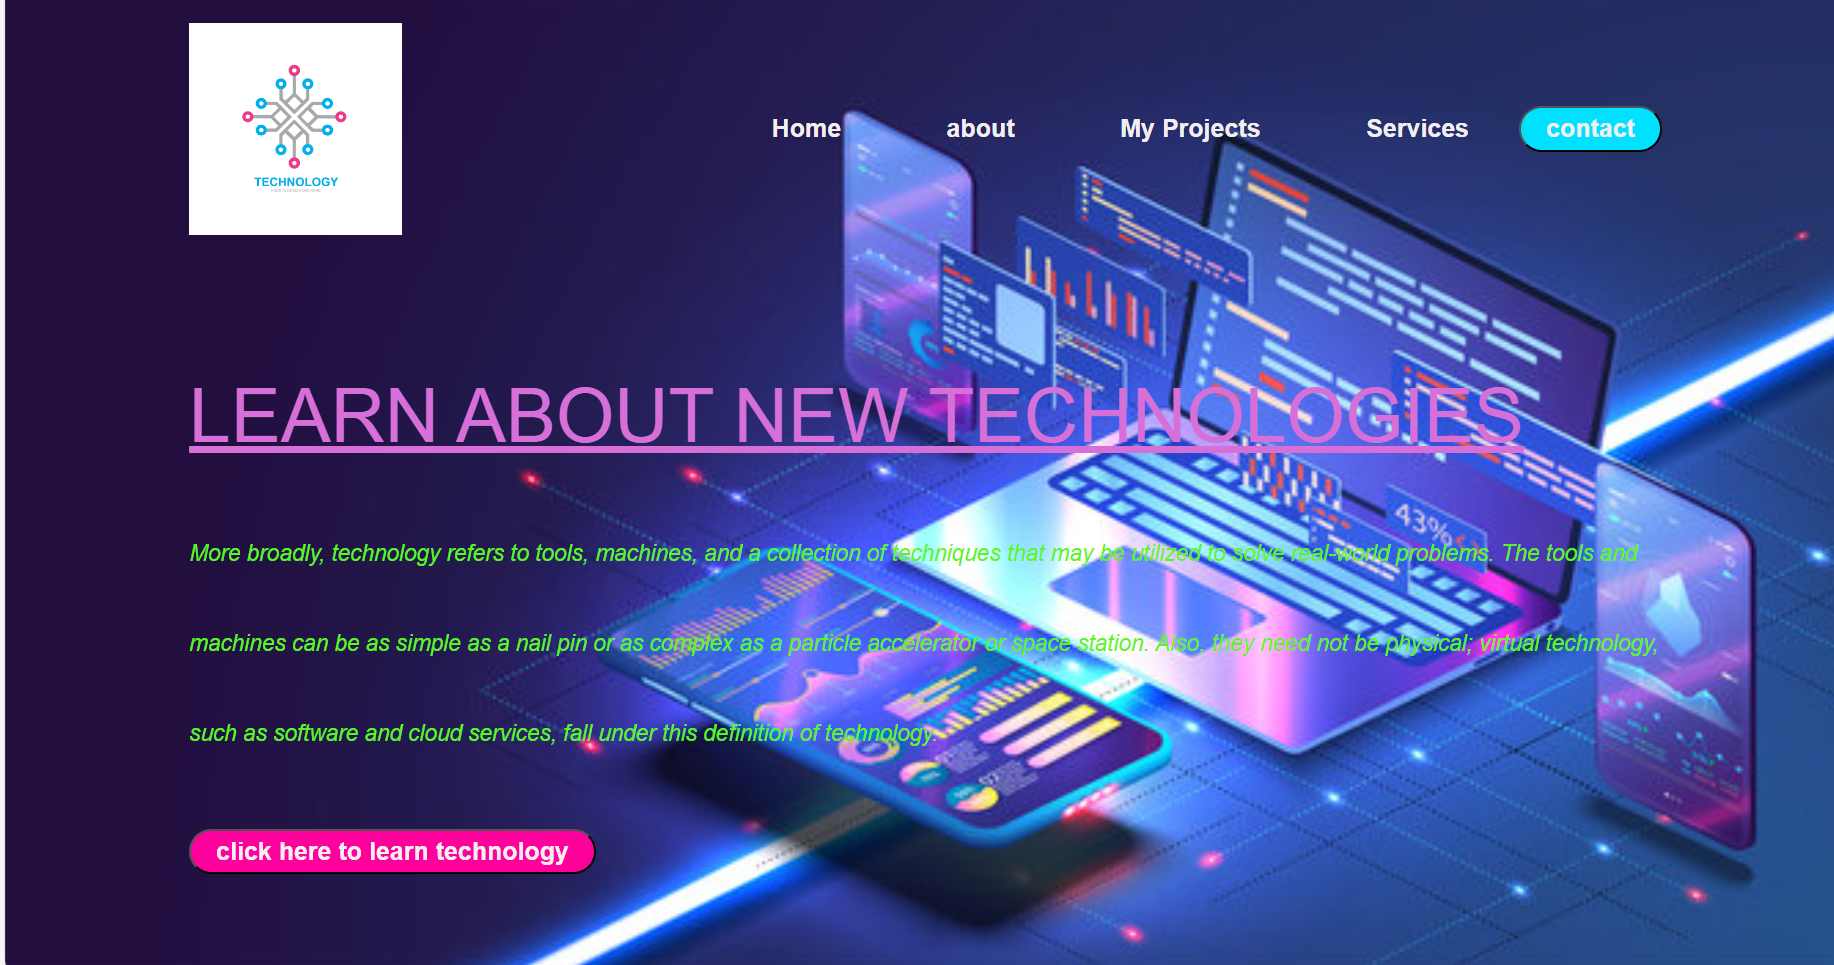 TECHNOLOGY
Home about My Projects Services contact
LEARN ABOUT NEW TECHNOLOGIES
43%
More broadly, technology refers to tools, machines, and a collection of techniques that may be utilized to solve real-world problems. The tools and
machines can be as simple as a nail pin or as complex as a particle accelerator or space station. Also, they need not be physical; virtual technology,
such as software and cloud services, fall under this definition of technology.
click here to learn technology